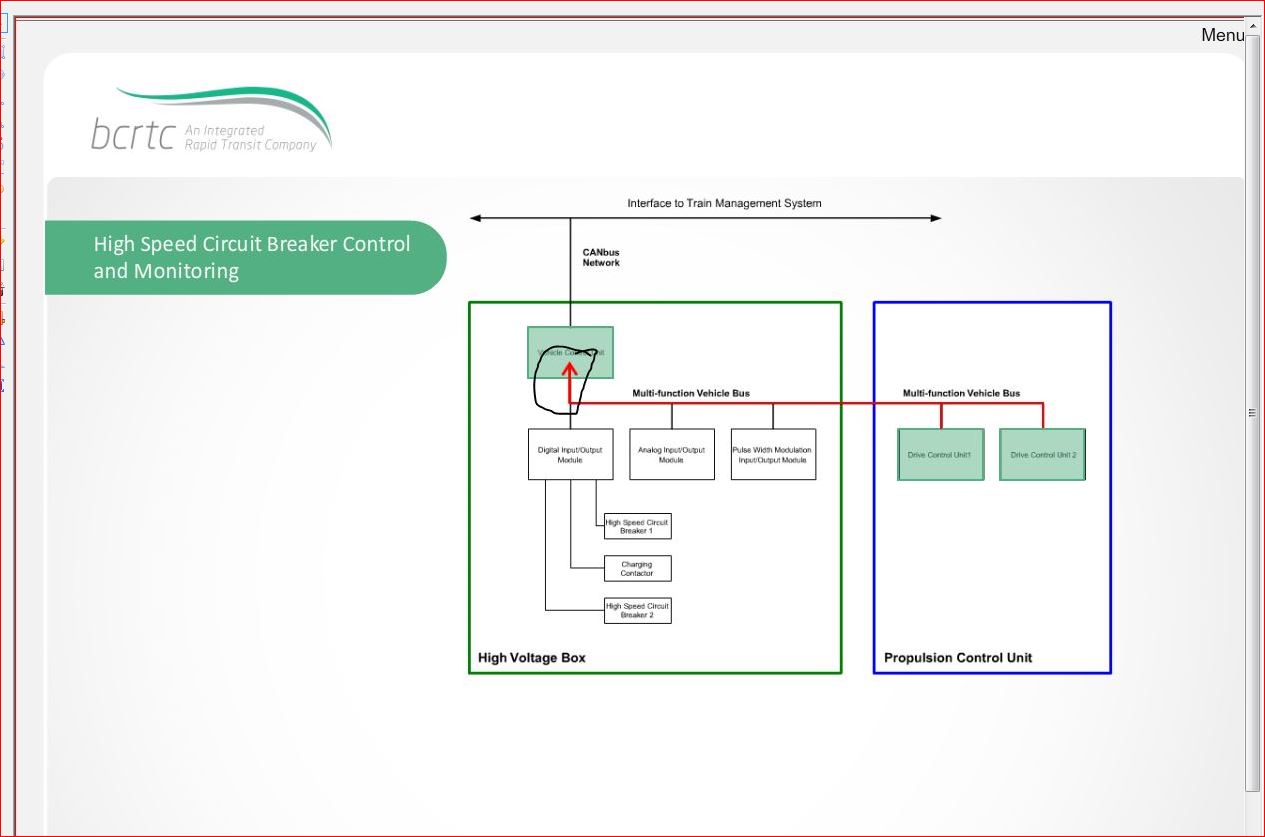 Menu
bcrtc An Integrated
Rapid Transit Company
Interface to Train Management System
High Speed Circuit Breaker Control
and Monitoring
CANbus
Network
Vehicle Control Unit
Multi-function Vehicle Bus
Multi-function Vehicle Bus
Digital Input/Output
Module
Analog Input/Output
Module
Pulse Width Modulation
Input/Output Module
Drive Control Unit1
Drive Control Unit 2
High Speed Circuit
Breaker 1
Charging
Contactor
High Speed Circuit
Breaker 2
High Voltage Box
Propulsion Control Unit